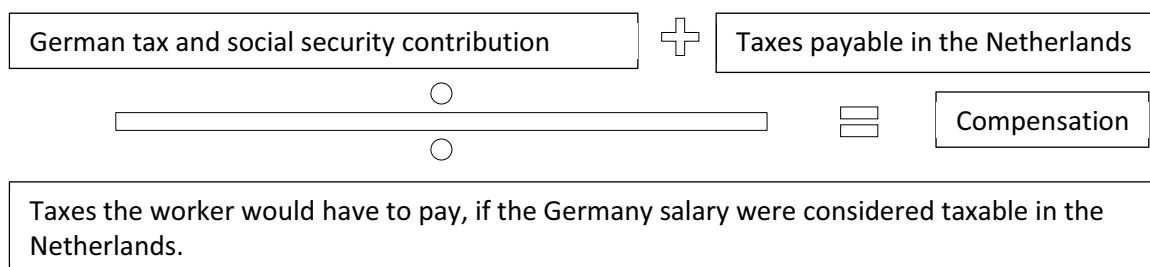 German tax and social security contribution + Taxes payable in the Netherlands
÷ = Compensation
Taxes the worker would have to pay, if the Germany salary were considered taxable in the
Netherlands.